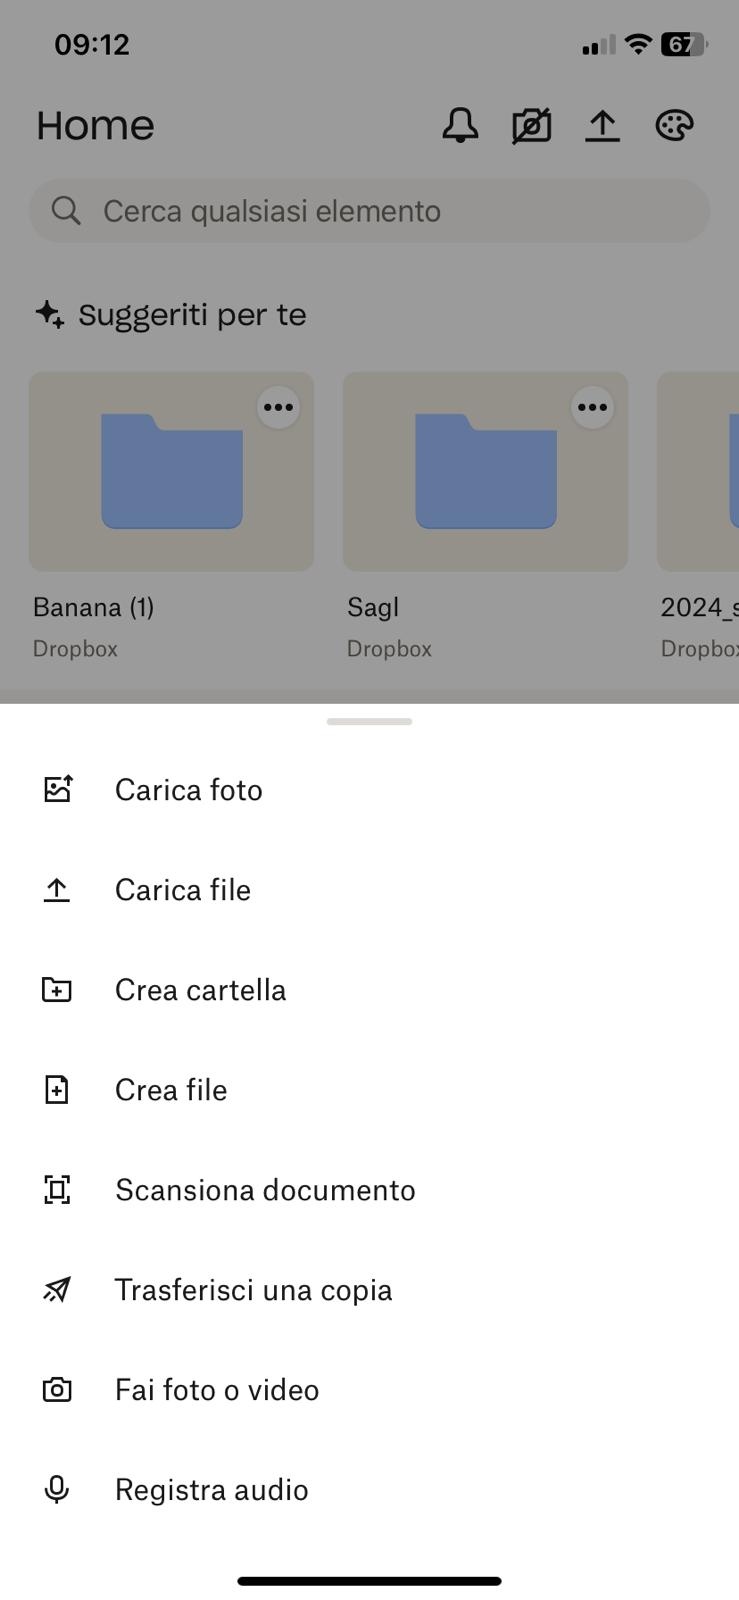 09:12
67
Home
Cerca qualsiasi elemento
Suggeriti per te
Banana (1)
Dropbox
Sagl
Dropbox
2024_s
Dropbox
Carica foto
Carica file
Crea cartella
Crea file
Scansiona documento
Trasferisci una copia
Fai foto o video
Registra audio